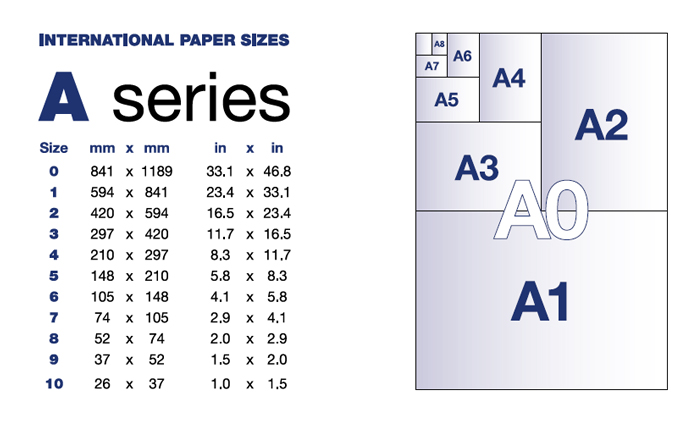 INTERNATIONAL PAPER SIZES
A series
Size mm x mm in x in
0 841 x 1189 33.1 x 46.8
1 594 x 841 23.4 x 33.1
2 420 x 594 16.5 x 23.4
3 297 x 420 11.7 x 16.5
4 210 x 297 8.3 x 11.7
5 148 x 210 5.8 x 8.3
6 105 x 148 4.1 x 5.8
7 74 x 105 2.9 x 4.1
8 52 x 74 2.0 x 2.9
9 37 x 52 1.5 x 2.0
10 26 x 37 1.0 x 1.5
A8
A6
A7
A4
A5
A2
A3
A0
A1